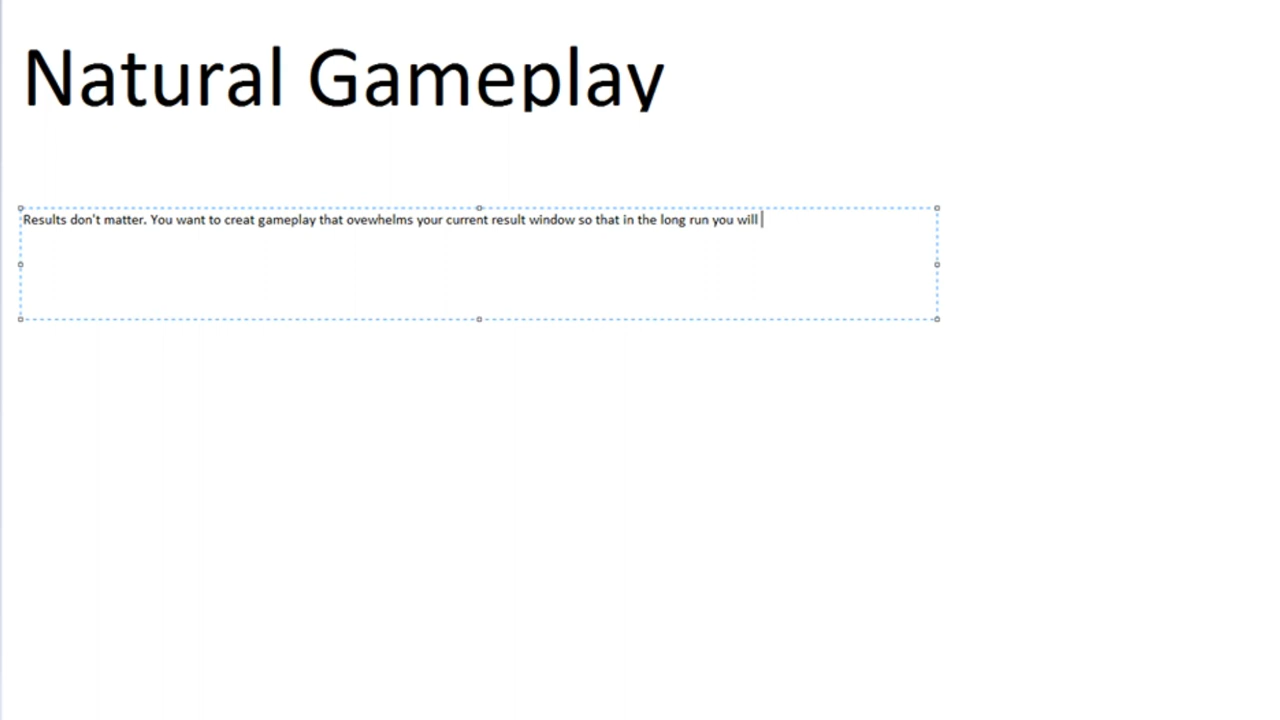 Natural Gameplay
Results don't matter. You want to creat gameplay that ovewhelms your current result window so that in the long run you will